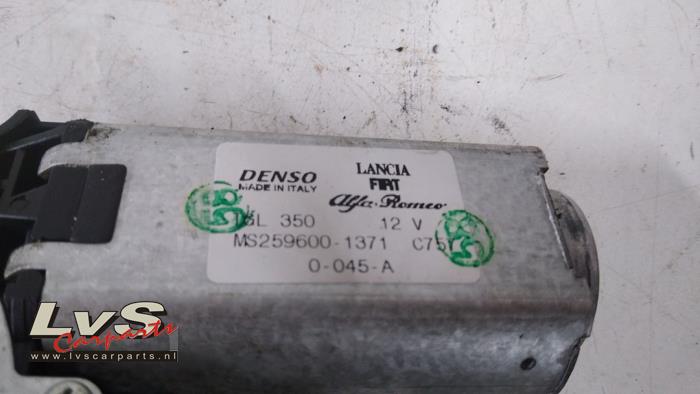 DENSO
MADE IN ITALY
LANCIA
FIAT
Alfa-Romeo
350 12 V
MS259600-1371
0-045-A
LvS
Carparts
© www.lvscarparts.nl